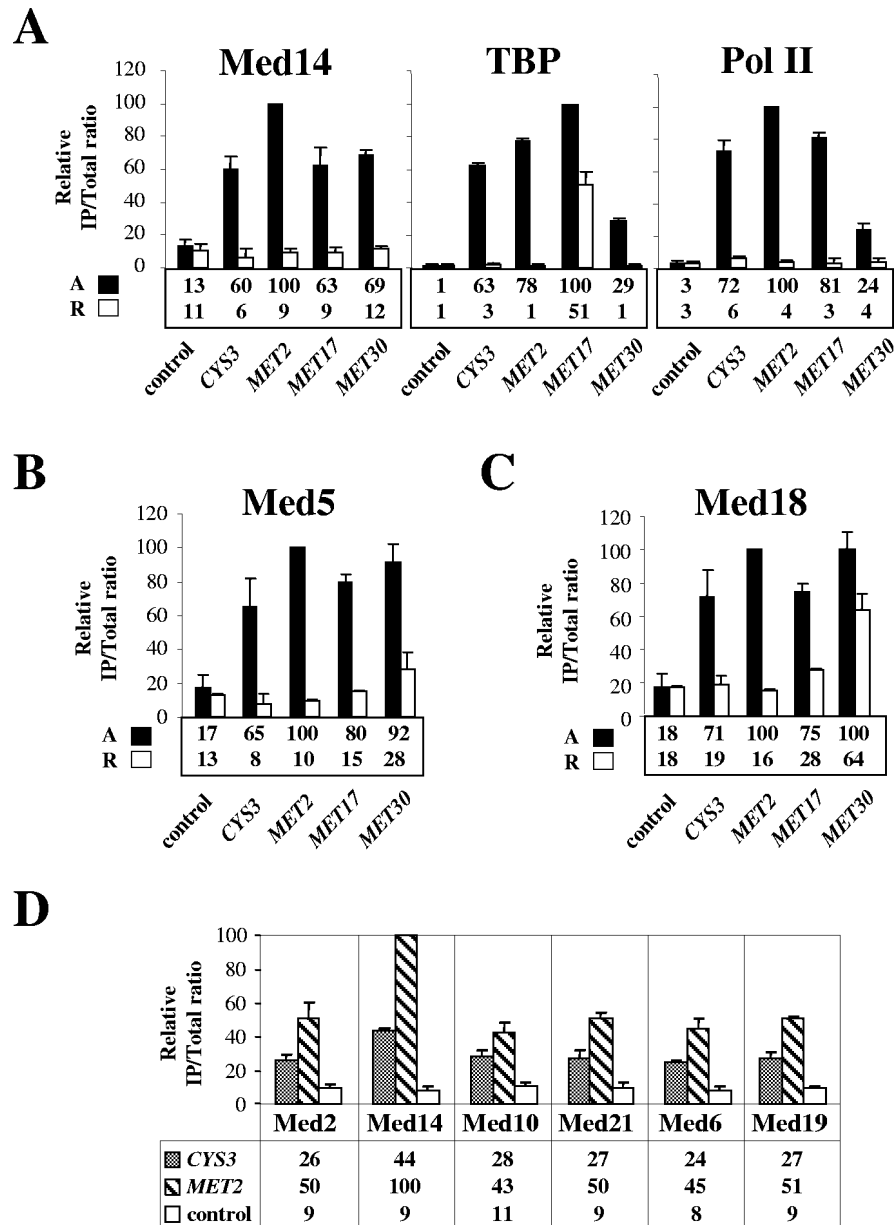 A
Med14 TBP Pol II
Relative
IP/Total ratio
120
100
80
60
40
20
0
A 13 60 100 63 69 1 63 78 100 29 3 72 100 81 24
R 11 6 9 9 12 1 3 1 51 1 3 6 4 3 4
control CYS3 MET2 MET17 MET30 control CYS3 MET2 MET17 MET30 control CYS3 MET2 MET17 MET30
B
Med5
Relative
IP/Total ratio
120
100
80
60
40
20
0
A 17 65 100 80 92
R 13 8 10 15 28
control CYS3 MET2 MET17 MET30
C
Med18
Relative
IP/Total ratio
120
100
80
60
40
20
0
A 18 71 100 75 100
R 18 19 16 28 64
control CYS3 MET2 MET17 MET30
D
Relative
IP/Total ratio
100
80
60
40
20
0
Med2 Med14 Med10 Med21 Med6 Med19
CYS3 26 44 28 27 24 27
MET2 50 100 43 50 45 51
control 9 9 11 9 8 9